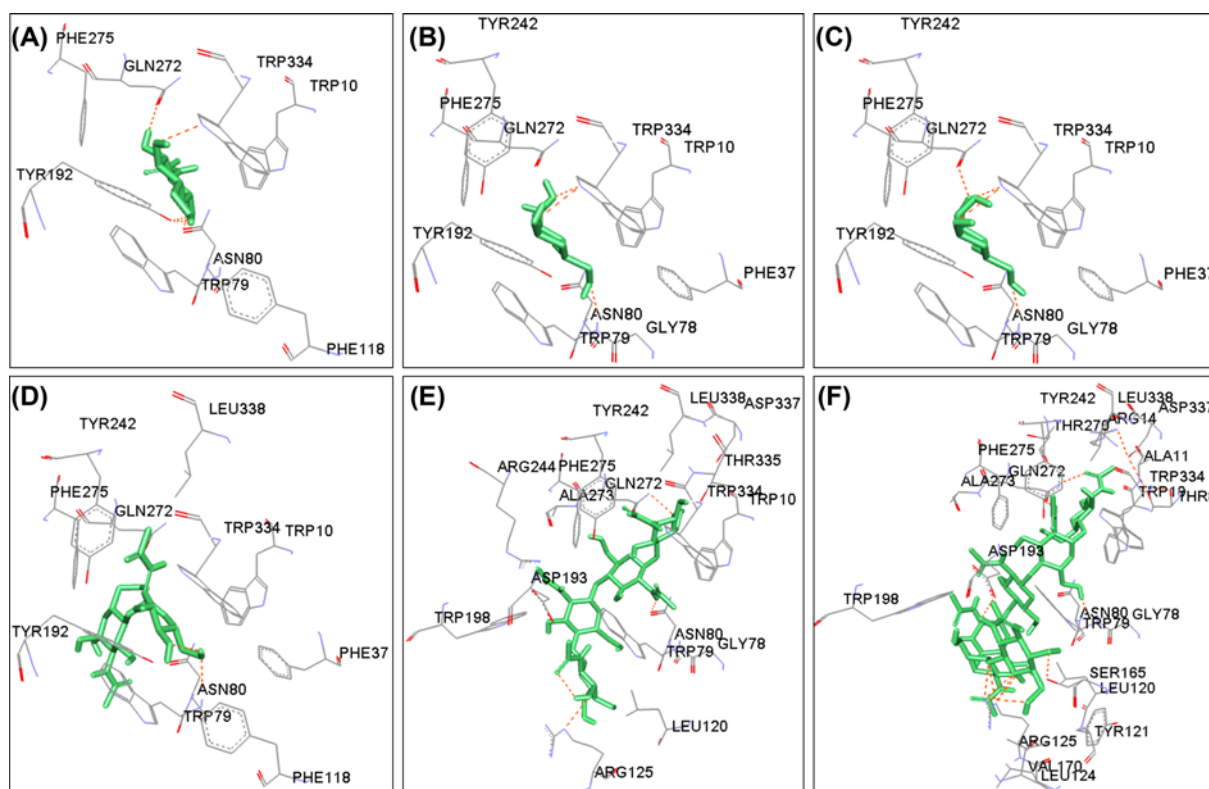 (A)
PHE275
GLN272
TRP334
TRP10
TYR192
ASN80
TRP79
PHE118
(B)
TYR242
PHE275
GLN272
TRP334
TRP10
TYR192
PHE37
ASN80
GLY78
TRP79
(C)
TYR242
PHE275
GLN272
TRP334
TRP10
TYR192
PHE37
ASN80
GLY78
TRP79
(D)
LEU338
TYR242
PHE275
GLN272
TRP334
TRP10
TYR192
PHE37
ASN80
TRP79
PHE118
(E)
LEU338
ASP337
TYR242
THR335
ARG244
PHE275
GLN272
ALA273
TRP334
TRP10
ASP193
TRP198
ASN80
GLY78
TRP79
LEU120
ARG125
(F)
TYR242
LEU338
ASP337
ARG14
PHE275
ALA11
GLN272
ALA273
TRP334
ASP193
TRP198
ASN80
GLY78
TRP79
SER165
LEU120
TYR121
ARG125
VAL170
LEU124